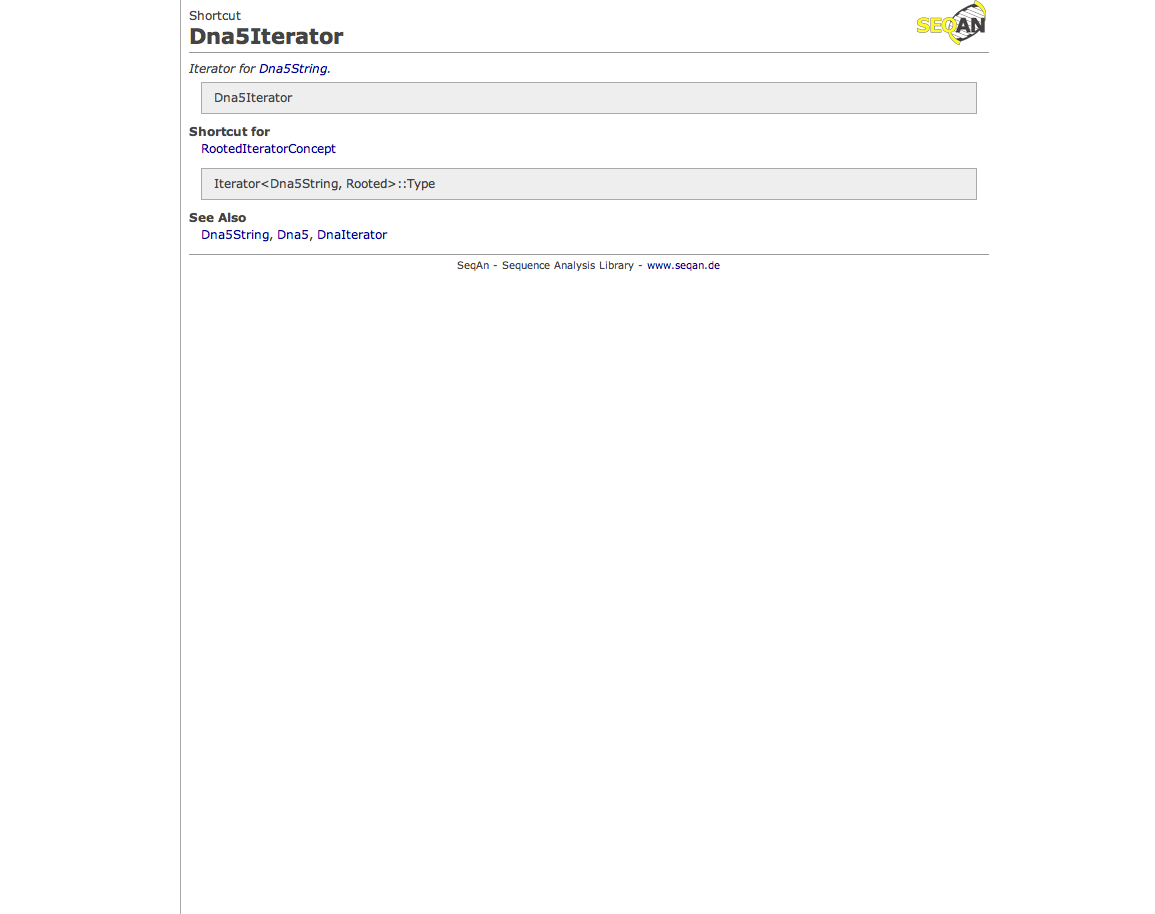 Shortcut
SEQAN
Dna5Iterator
Iterator for Dna5String.
Dna5Iterator
Shortcut for
RootedIteratorConcept
Iterator<Dna5String, Rooted>::Type
See Also
Dna5String, Dna5, DnaIterator
SeqAn - Sequence Analysis Library - www.seqan.de